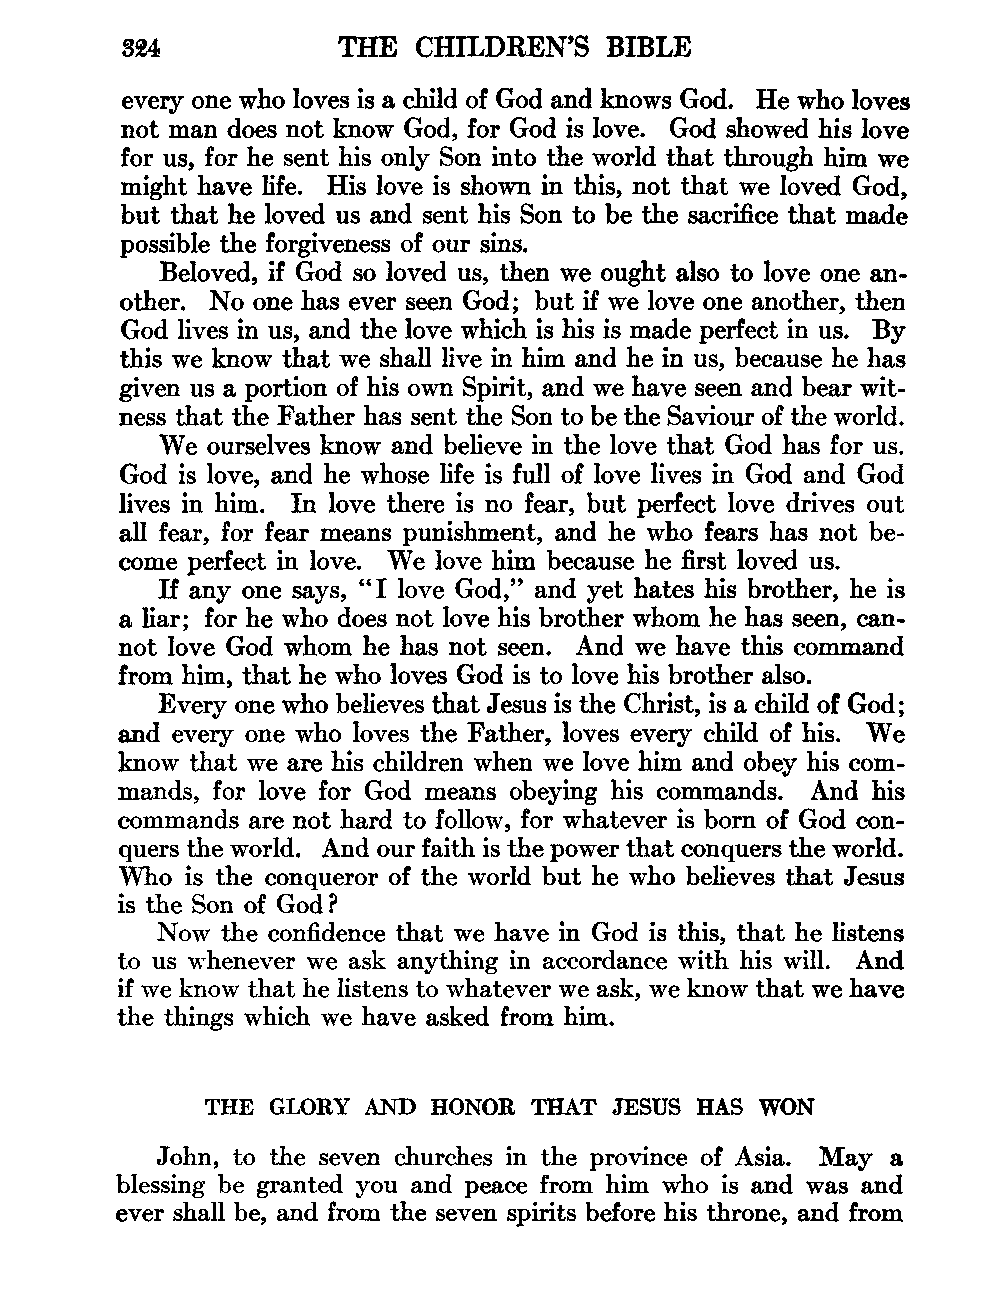 324 THE CHILDREN'S BIBLE
every one who loves is a child of God and knows God. He who loves
not man does not know God, for God is love. God showed his love
for us, for he sent his only Son into the world that through him we
might have life. His love is shown in this, not that we loved God,
but that he loved us and sent his Son to be the sacrifice that made
possible the forgiveness of our sins.
Beloved, if God so loved us, then we ought also to love one an-
other. No one has ever seen God; but if we love one another, then
God lives in us, and the love which is his is made perfect in us. By
this we know that we shall live in him and he in us, because he has
given us a portion of his own Spirit, and we have seen and bear wit-
ness that the Father has sent the Son to be the Saviour of the world.
We ourselves know and believe in the love that God has for us.
God is love, and he whose life is full of love lives in God and God
lives in him. In love there is no fear, but perfect love drives out
all fear, for fear means punishment, and he who fears has not be-
come perfect in love. We love him because he first loved us.
If any one says, "I love God," and yet hates his brother, he is
a liar; for he who does not love his brother whom he has seen, can-
not love God whom he has not seen. And we have this command
from him, that he who loves God is to love his brother also.
Every one who believes that Jesus is the Christ, is a child of God;
and every one who loves the Father, loves every child of his. We
know that we are his children when we love him and obey his com-
mands, for love for God means obeying his commands. And his
commands are not hard to follow, for whatever is born of God con-
quers the world. And our faith is the power that conquers the world.
Who is the conqueror of the world but he who believes that Jesus
is the Son of God?
Now the confidence that we have in God is this, that he listens
to us whenever we ask anything in accordance with his will. And
if we know that he listens to whatever we ask, we know that we have
the things which we have asked from him.
THE GLORY AND HONOR THAT JESUS HAS WON
John, to the seven churches in the province of Asia. May a
blessing be granted you and peace from him who is and was and
ever shall be, and from the seven spirits before his throne, and from